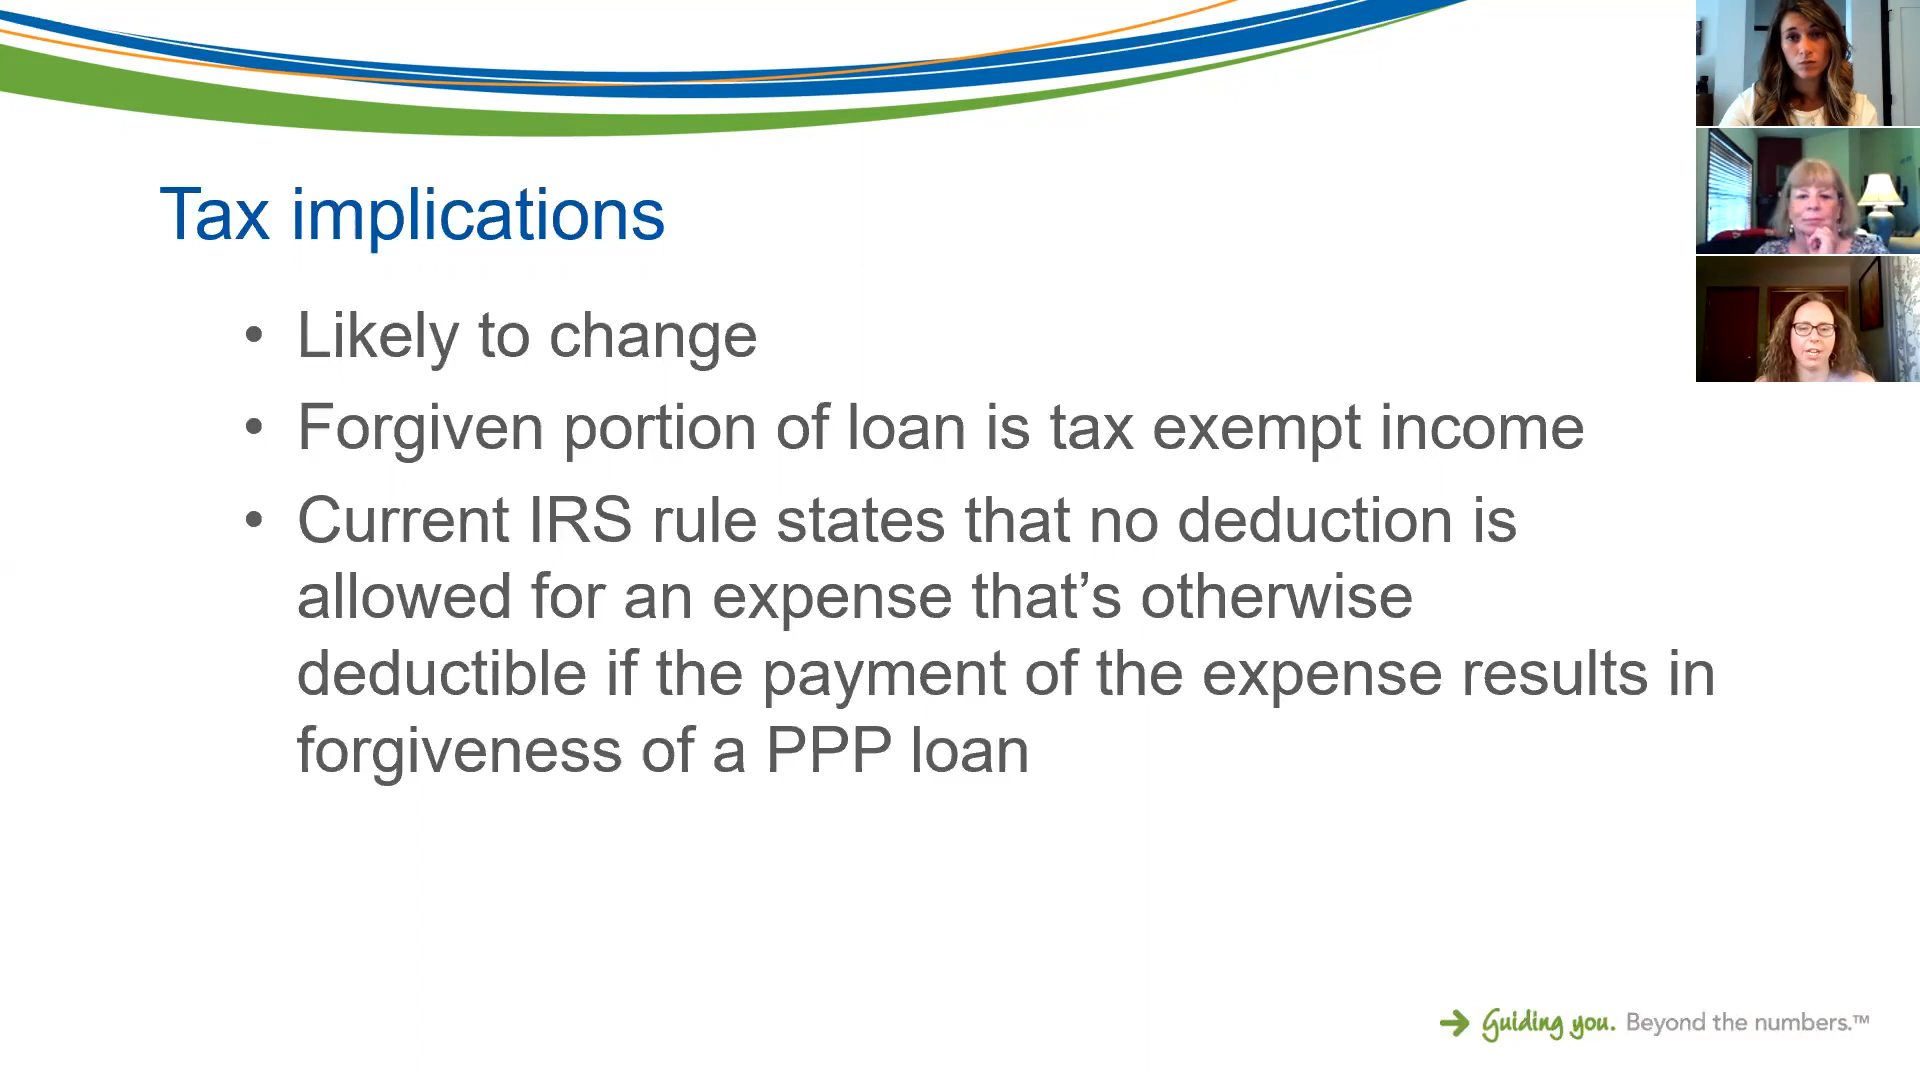 Tax implications
• Likely to change
• Forgiven portion of loan is tax exempt income
• Current IRS rule states that no deduction is
allowed for an expense that’s otherwise
deductible if the payment of the expense results in
forgiveness of a PPP loan
Guiding you. Beyond the numbers.™